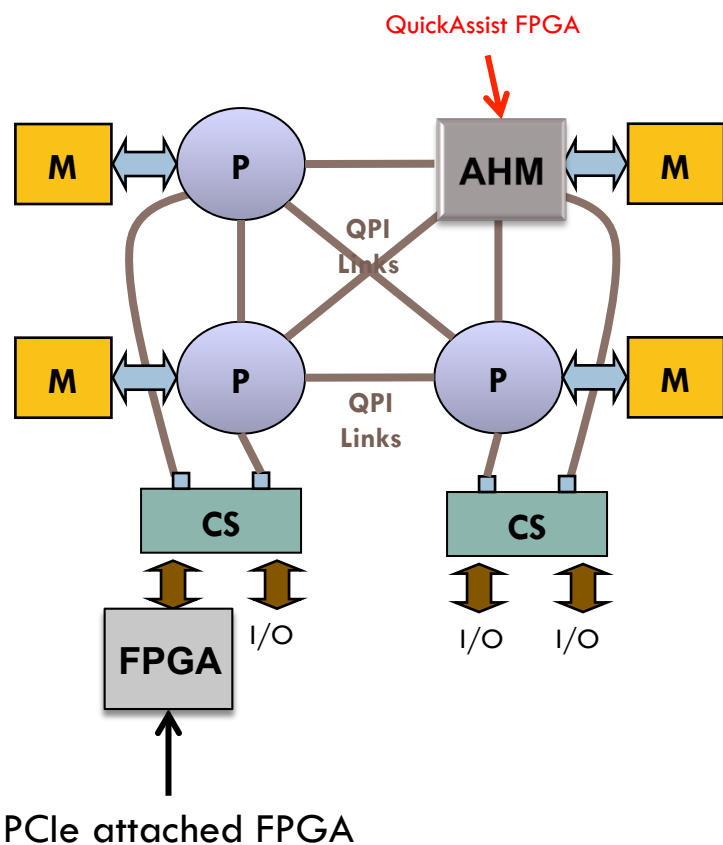 QuickAssist FPGA
M
P
AHM
M
QPI
Links
M
P
P
M
QPI
Links
CS
CS
I/O
I/O
I/O
FPGA
PCIe attached FPGA